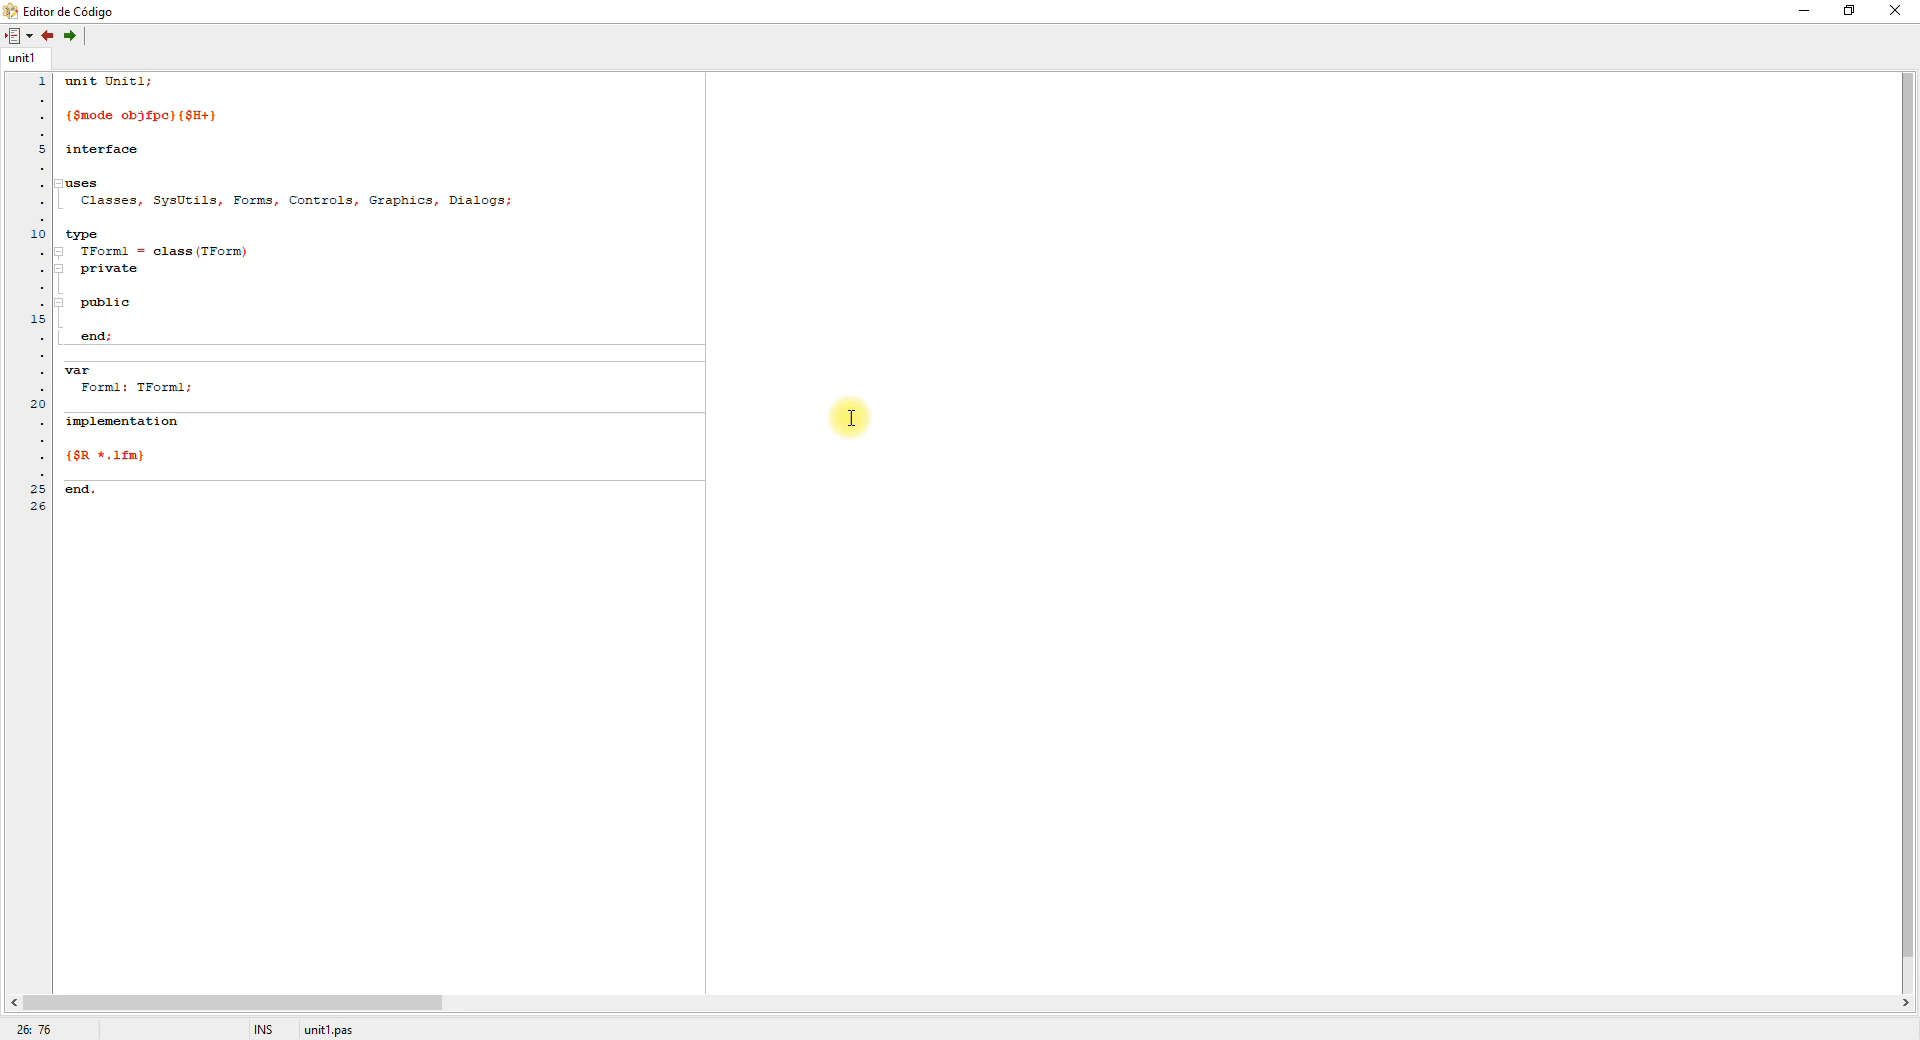 Editor de Código
unit1
1 unit Unit1;
.
. {$mode objfpc}{$H+}
.
5 interface
.
. uses
. Classes, SysUtils, Forms, Controls, Graphics, Dialogs;
.
10 type
. TForm1 = class(TForm)
. private
.
. public
15
. end;
.
. var
. Form1: TForm1;
20
. implementation
.
. {$R *.lfm}
.
25 end.
26
26: 76 INS unit1.pas